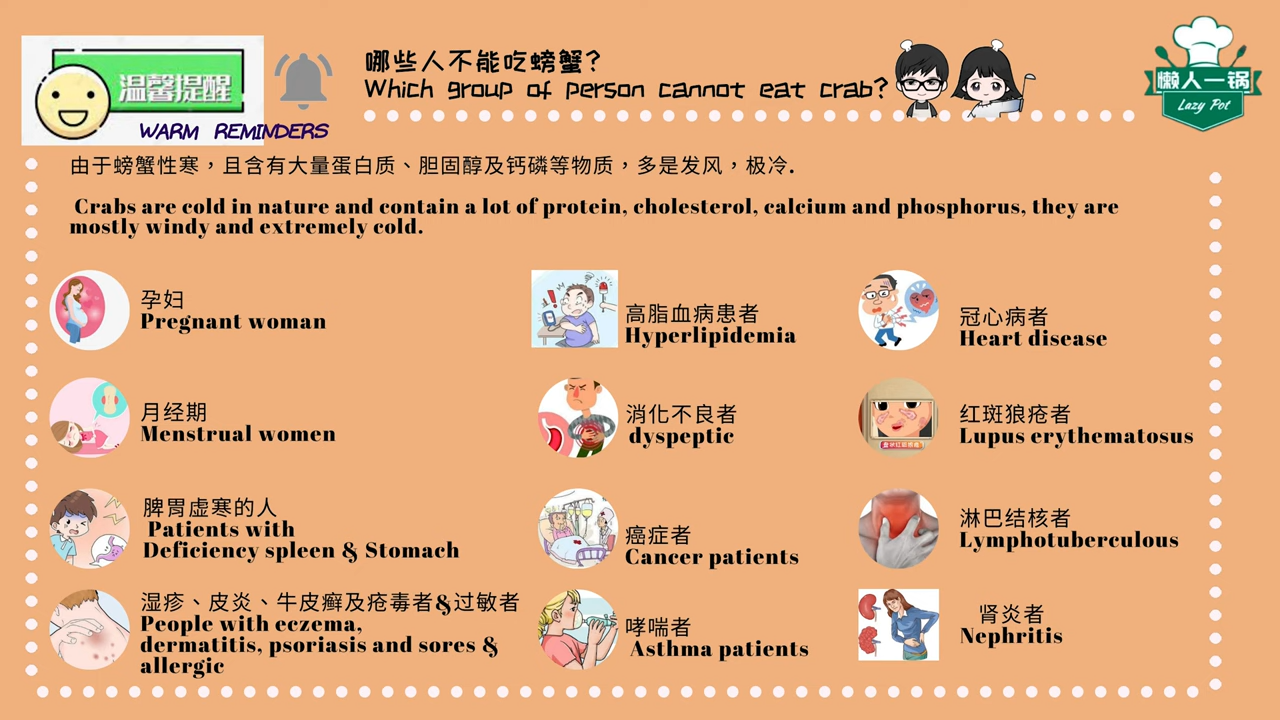 温馨提醒
WARM REMINDERS
哪些人不能吃螃蟹?
Which group of person cannot eat crab?
懒人一锅
Lazy Pot
由于螃蟹性寒，且含有大量蛋白质、胆固醇及钙磷等物质，多是发风，极冷.
Crabs are cold in nature and contain a lot of protein, cholesterol, calcium and phosphorus, they are
mostly windy and extremely cold.
孕妇
Pregnant woman
月经期
Menstrual women
脾胃虚寒的人
Patients with
Deficiency spleen & Stomach
湿疹、皮炎、牛皮癣及疮毒者&过敏者
People with eczema,
dermatitis, psoriasis and sores &
allergic
高脂血病患者
Hyperlipidemia
消化不良者
dyspeptic
癌症者
Cancer patients
哮喘者
Asthma patients
冠心病者
Heart disease
红斑狼疮者
Lupus erythematosus
淋巴结核者
Lymphotuberculous
肾炎者
Nephritis